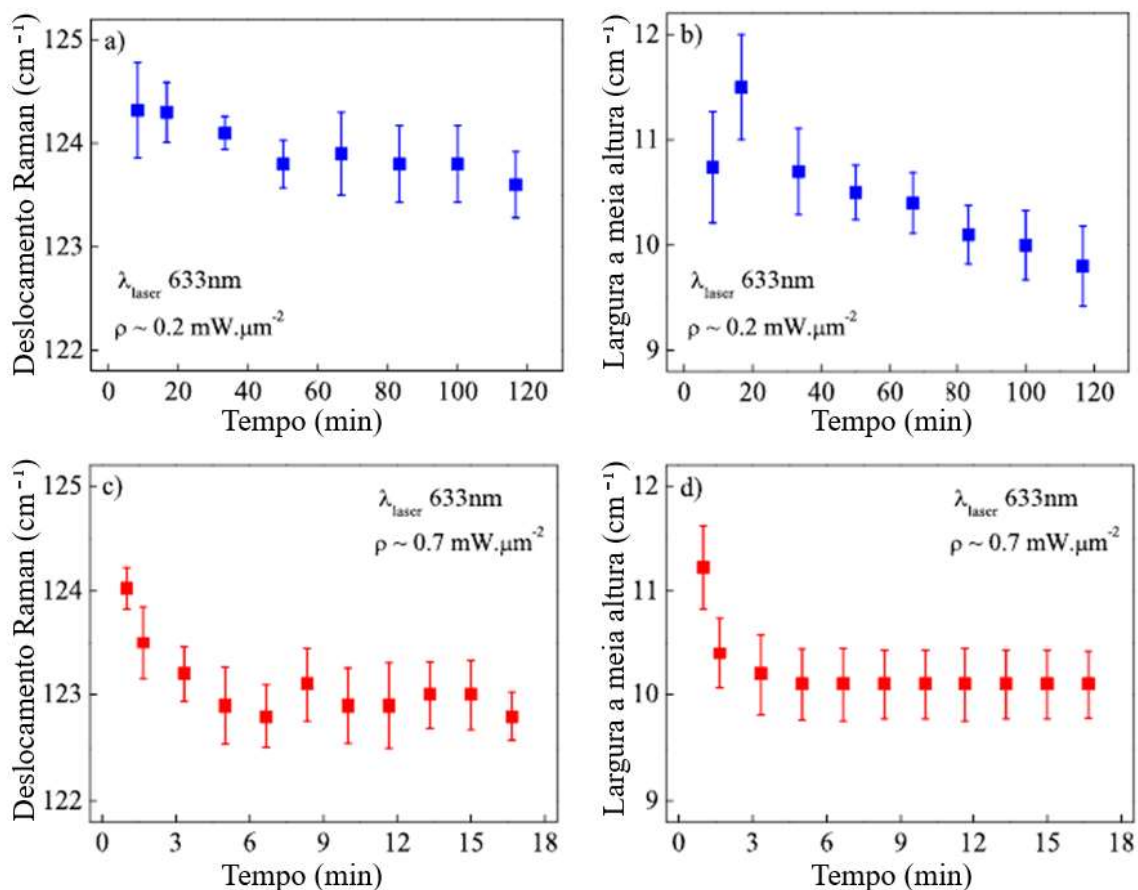 a)
Deslocamento Raman (cm⁻¹)
125
124
123
122
λlaser 633nm
ρ ~ 0.2 mW.µm⁻²
0 20 40 60 80 100 120
Tempo (min)
b)
Largura a meia altura (cm⁻¹)
12
11
10
9
λlaser 633nm
ρ ~ 0.2 mW.µm⁻²
0 20 40 60 80 100 120
Tempo (min)
c)
Deslocamento Raman (cm⁻¹)
125
124
123
122
λlaser 633nm
ρ ~ 0.7 mW.µm⁻²
0 3 6 9 12 15 18
Tempo (min)
d)
Largura a meia altura (cm⁻¹)
12
11
10
9
λlaser 633nm
ρ ~ 0.7 mW.µm⁻²
0 3 6 9 12 15 18
Tempo (min)